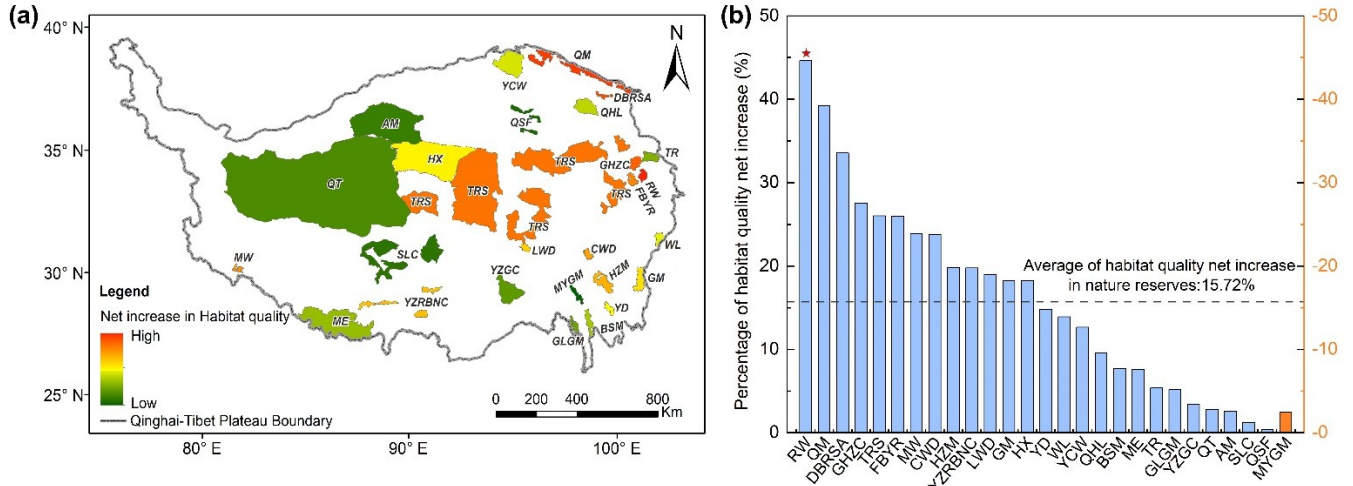 (a)
40° N
35° N
30° N
25° N
80° E
90° E
100° E
N
QM
YCW
DBRSA
QHL
QSF
AM
HX
TR
TRS
GHZC
RW
FBYR
QT
TRS
TRS
TRS
TRS
LWD
WL
SLC
CWD
MW
YZGC
MYGM
HZM
GM
YZRBNC
YD
ME
GLGM
BSM
Legend
Net increase in Habitat quality
High
Low
Qinghai-Tibet Plateau Boundary
0 200 400 800
Km
(b)
Percentage of habitat quality net increase (%)
50
40
30
20
10
0
-50
-40
-30
-20
-10
-0
Average of habitat quality net increase
in nature reserves:15.72%
RW
QM
DBRSA
GHZC
TRS
FBYR
MW
CWD
HZM
YZRBNC
LWD
GM
HX
YD
WL
YCW
QHL
BSM
ME
TR
GLGM
YZGC
QT
AM
SLC
QSF
MYGM